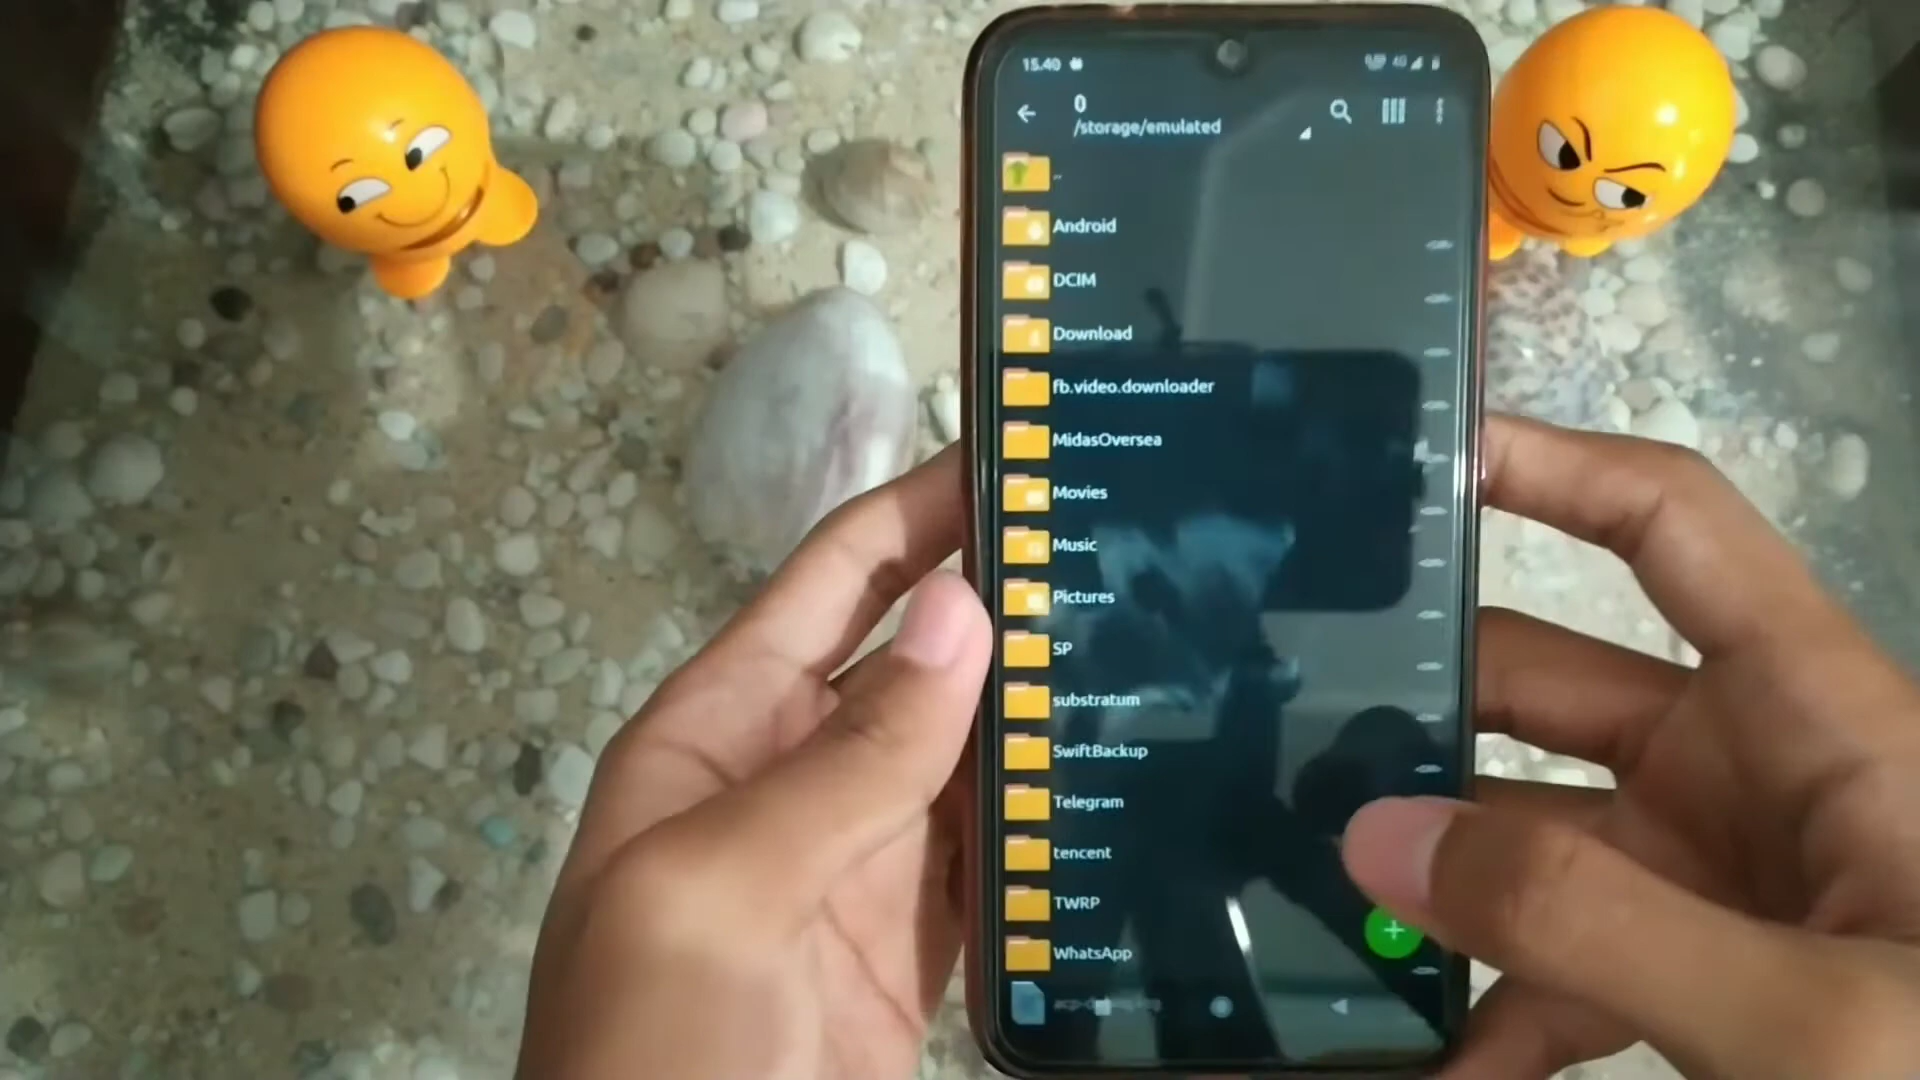 15.40
4G
0
/storage/emulated
..
Android
DCIM
Download
fb.video.downloader
MidasOversea
Movies
Music
Pictures
SP
substratum
SwiftBackup
Telegram
tencent
TWRP
WhatsApp